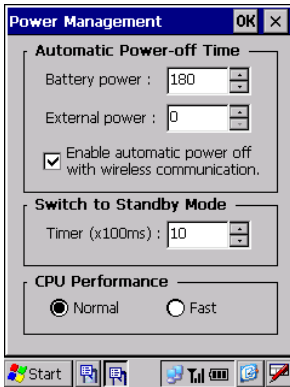 Power Management OK
Automatic Power-off Time
Battery power : 180
External power : 0
Enable automatic power off
with wireless communication.
Switch to Standby Mode
Timer (x100ms) : 10
CPU Performance
Normal Fast
Start